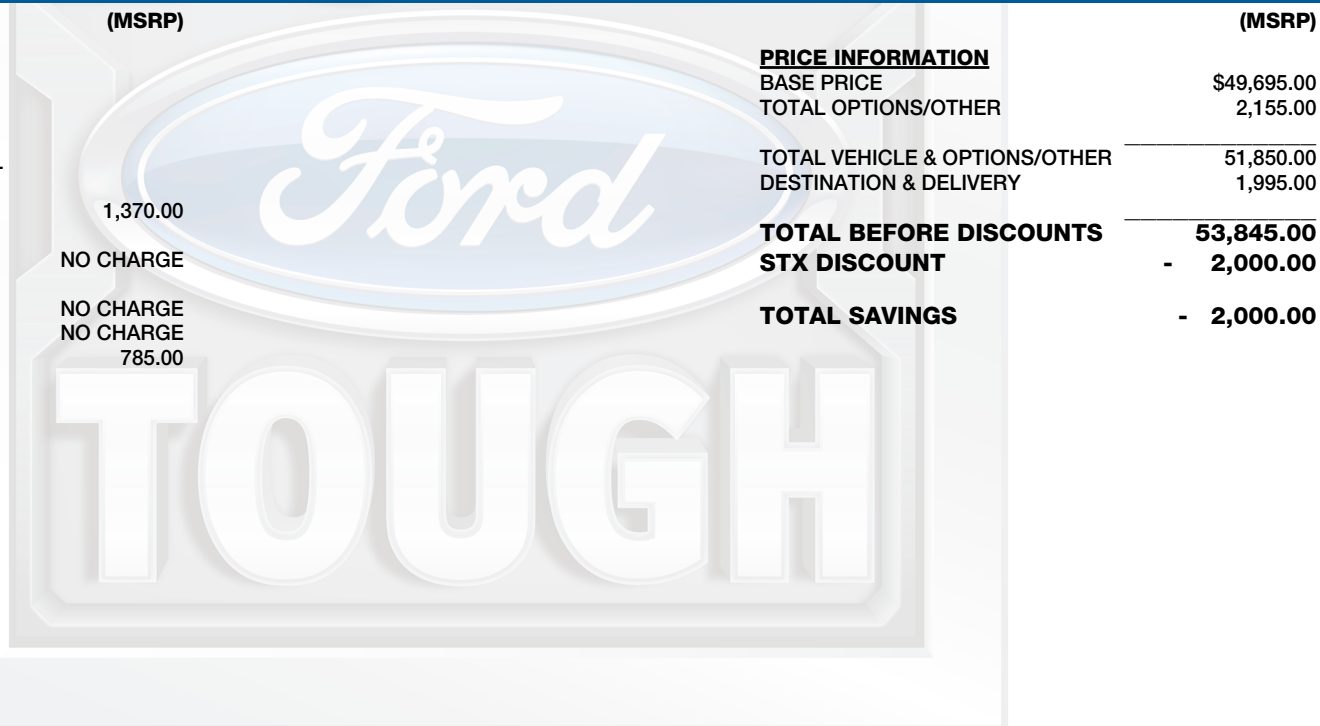 (MSRP)
1,370.00
NO CHARGE
NO CHARGE
NO CHARGE
785.00
(MSRP)
PRICE INFORMATION
BASE PRICE $49,695.00
TOTAL OPTIONS/OTHER 2,155.00
TOTAL VEHICLE & OPTIONS/OTHER 51,850.00
DESTINATION & DELIVERY 1,995.00
TOTAL BEFORE DISCOUNTS 53,845.00
STX DISCOUNT - 2,000.00
TOTAL SAVINGS - 2,000.00
Ford
TOUGH